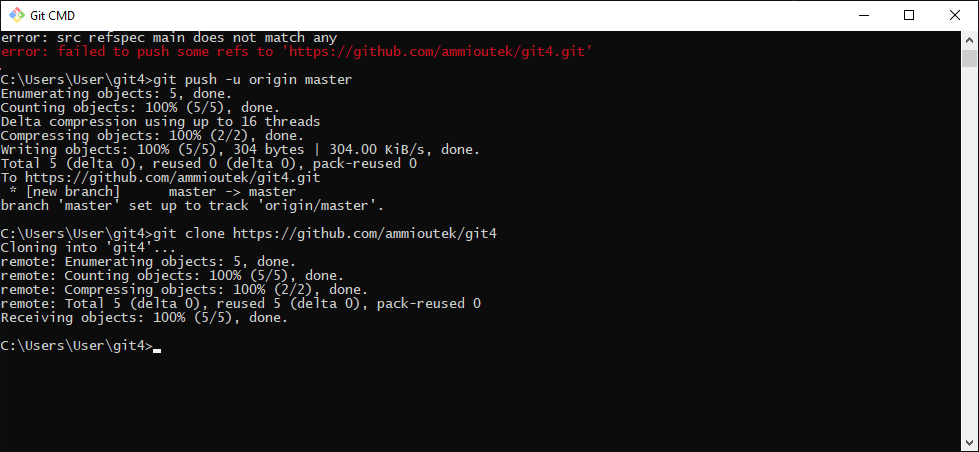 Git CMD
error: src refspec main does not match any
error: failed to push some refs to 'https://github.com/ammioutek/git4.git'
C:\Users\User\git4>git push -u origin master
Enumerating objects: 5, done.
Counting objects: 100% (5/5), done.
Delta compression using up to 16 threads
Compressing objects: 100% (2/2), done.
Writing objects: 100% (5/5), 304 bytes | 304.00 KiB/s, done.
Total 5 (delta 0), reused 0 (delta 0), pack-reused 0
To https://github.com/ammioutek/git4.git
 * [new branch]      master -> master
branch 'master' set up to track 'origin/master'.
C:\Users\User\git4>git clone https://github.com/ammioutek/git4
Cloning into 'git4'...
remote: Enumerating objects: 5, done.
remote: Counting objects: 100% (5/5), done.
remote: Compressing objects: 100% (2/2), done.
remote: Total 5 (delta 0), reused 5 (delta 0), pack-reused 0
Receiving objects: 100% (5/5), done.
C:\Users\User\git4>